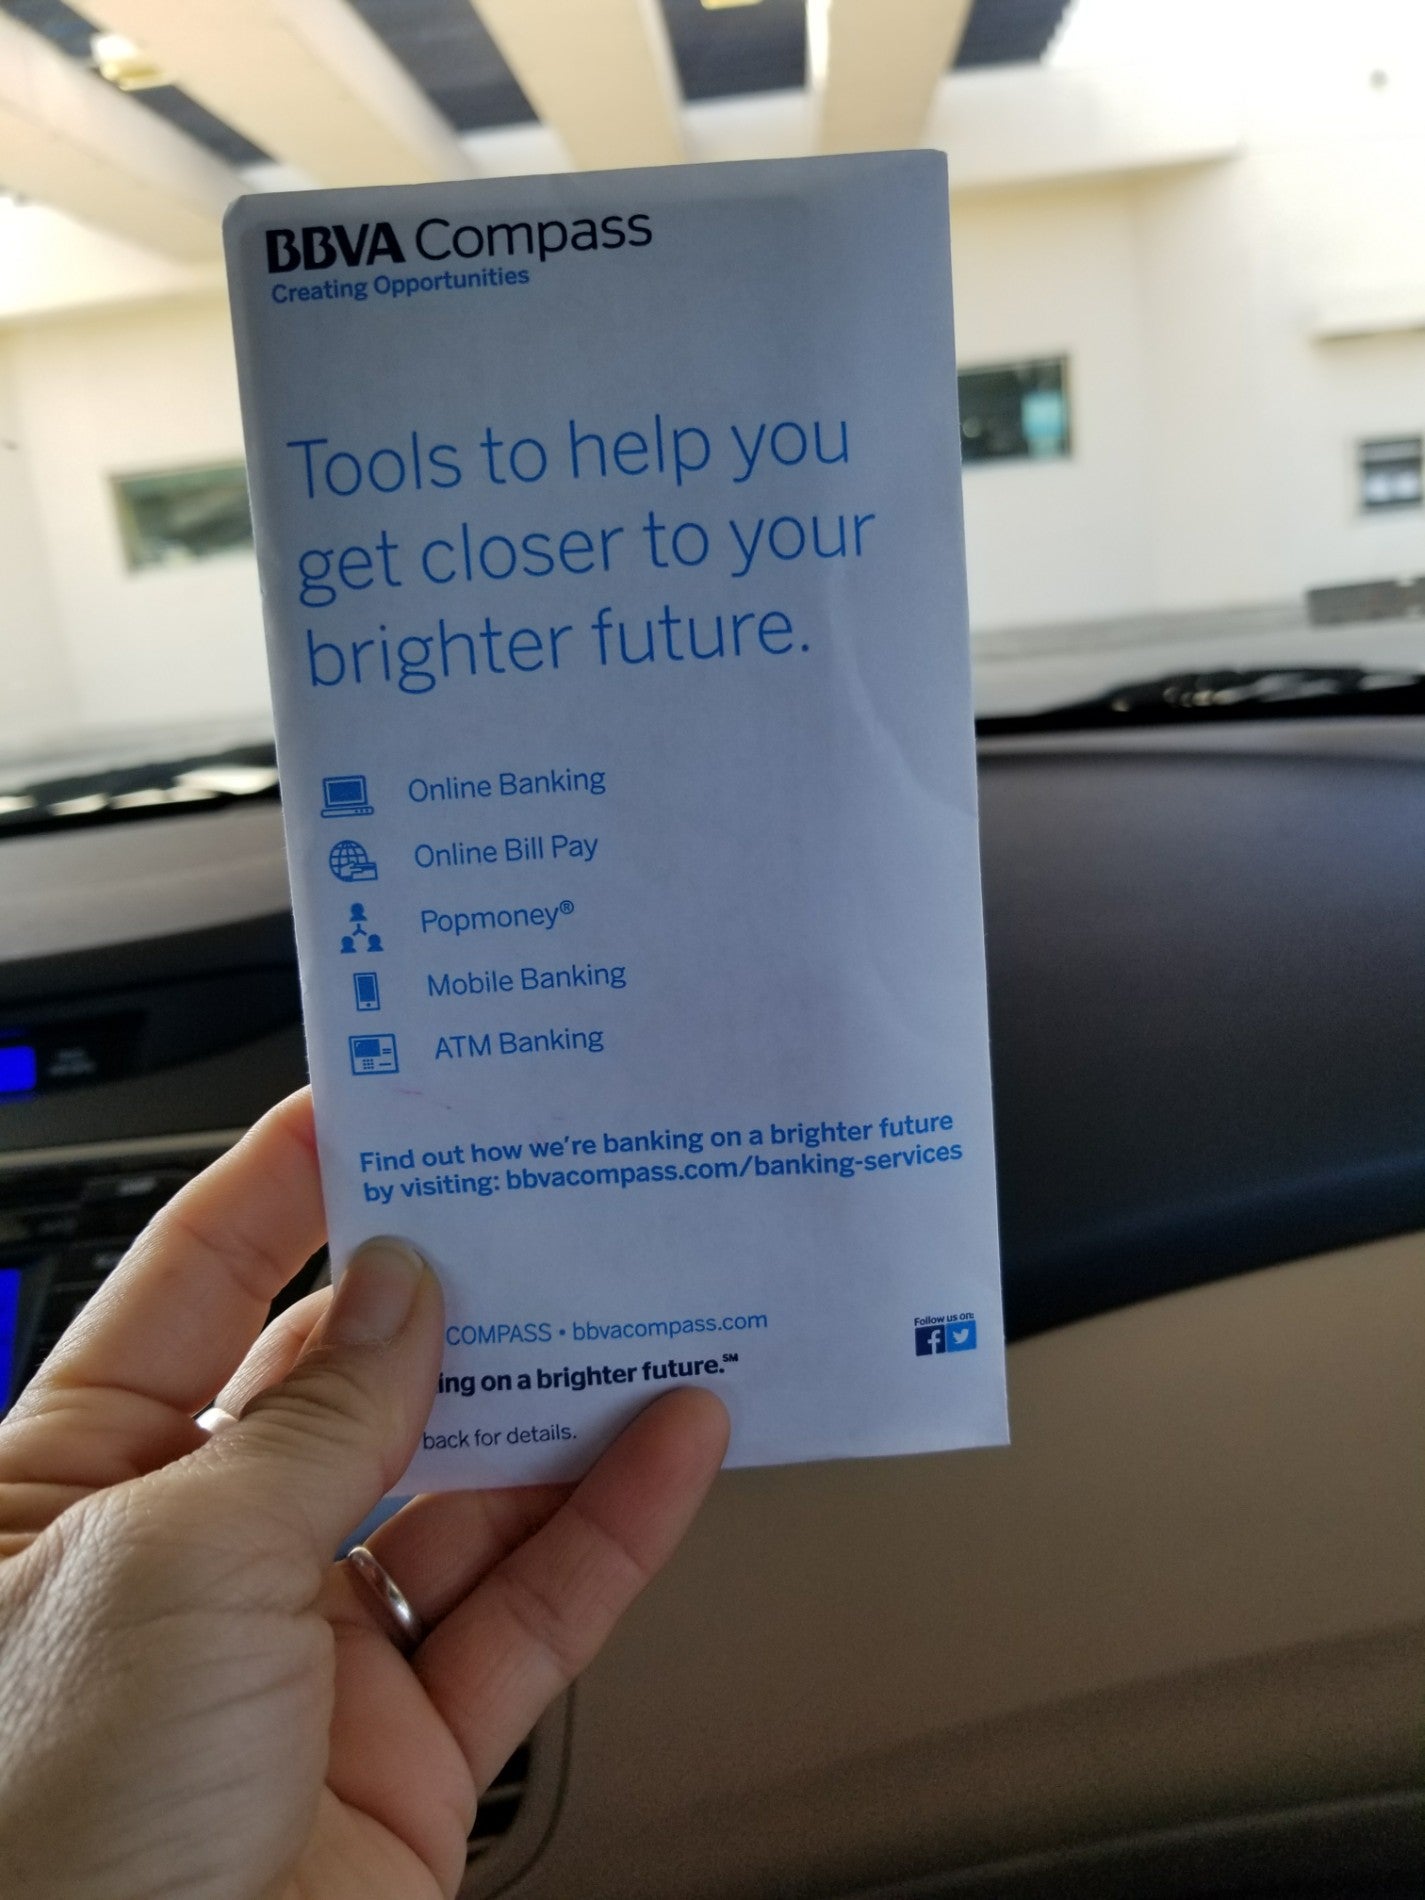 BBVA Compass
Creating Opportunities
Tools to help you
get closer to your
brighter future.
Online Banking
Online Bill Pay
Popmoney®
Mobile Banking
ATM Banking
Find out how we're banking on a brighter future
by visiting: bbvacompass.com/banking-services
COMPASS • bbvacompass.com
Follow us on:
ing on a brighter future.℠
back for details.